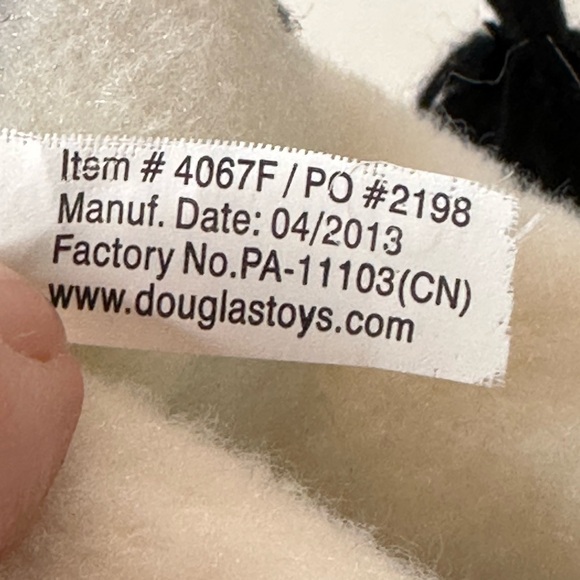 Item # 4067F / PO #2198
Manuf. Date: 04/2013
Factory No.PA-11103(CN)
www.douglastoys.com